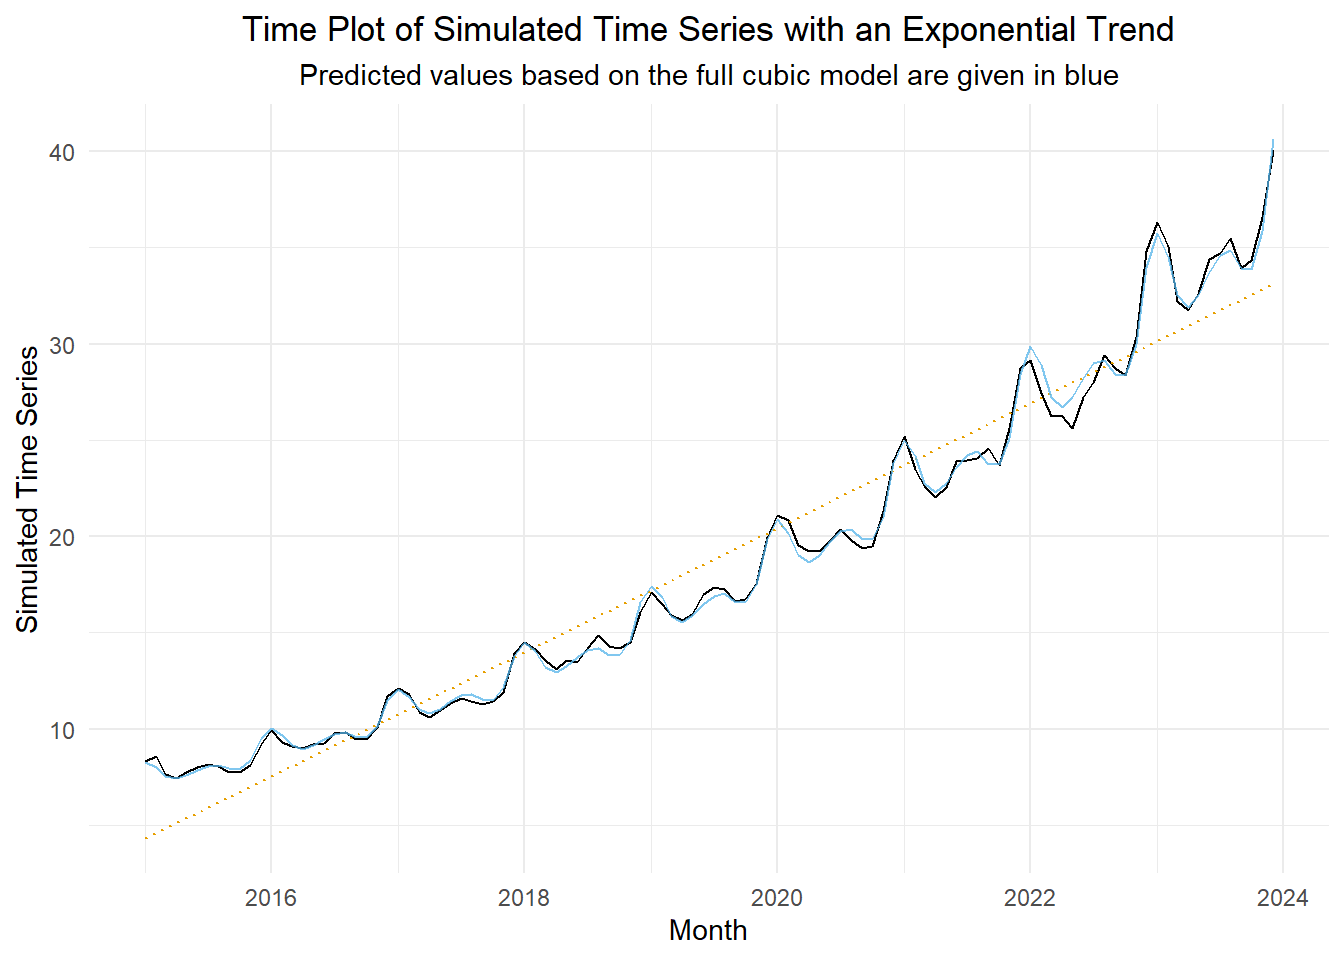 Time Plot of Simulated Time Series with an Exponential Trend
Predicted values based on the full cubic model are given in blue
Simulated Time Series
40
30
20
10
2016
2018
2020
2022
2024
Month